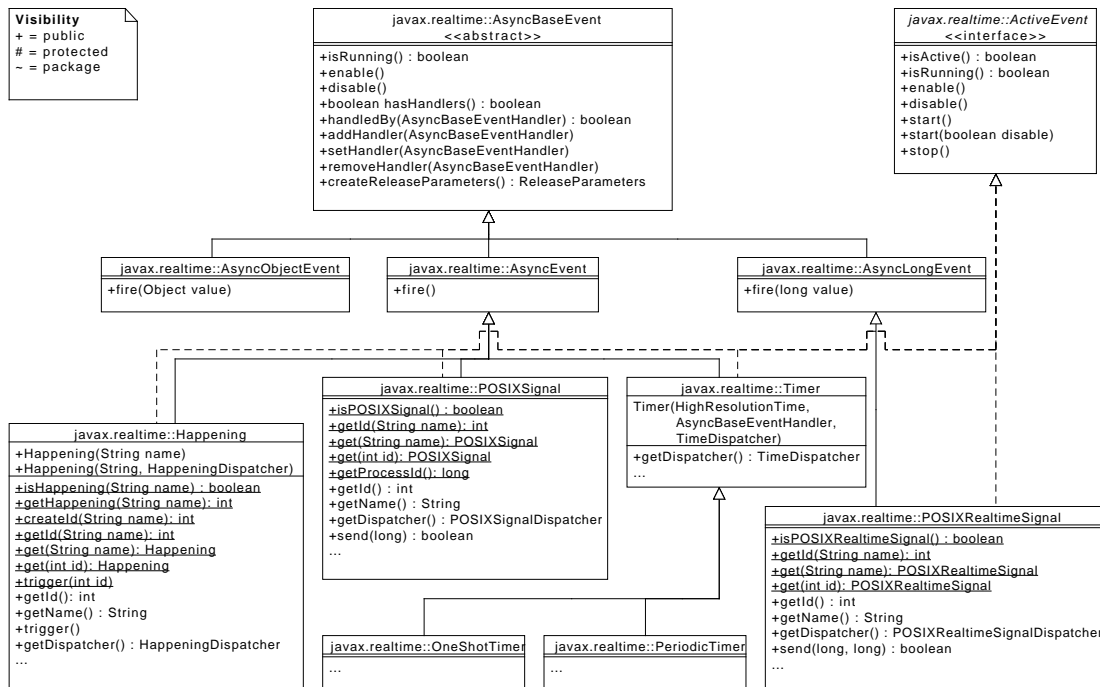 Visibility
+ = public
# = protected
~ = package
javax.realtime::AsyncBaseEvent
<<abstract>>
+isRunning() : boolean
+enable()
+disable()
+boolean hasHandlers() : boolean
+handledBy(AsyncBaseEventHandler) : boolean
+addHandler(AsyncBaseEventHandler)
+setHandler(AsyncBaseEventHandler)
+removeHandler(AsyncBaseEventHandler)
+createReleaseParameters() : ReleaseParameters
javax.realtime::ActiveEvent
<<interface>>
+isActive() : boolean
+isRunning() : boolean
+enable()
+disable()
+start()
+start(boolean disable)
+stop()
javax.realtime::AsyncObjectEvent
+fire(Object value)
javax.realtime::AsyncEvent
+fire()
javax.realtime::AsyncLongEvent
+fire(long value)
javax.realtime::Happening
+Happening(String name)
+Happening(String, HappeningDispatcher)
+isHappening(String name) : boolean
+getHappening(String name): int
+createId(String name): int
+getId(String name): int
+get(String name): Happening
+get(int id): Happening
+trigger(int id)
+getId(): int
+getName() : String
+trigger()
+getDispatcher() : HappeningDispatcher
...
javax.realtime::POSIXSignal
+isPOSIXSignal() : boolean
+getId(String name): int
+get(String name): POSIXSignal
+get(int id): POSIXSignal
+getProcessId(): long
+getId() : int
+getName() : String
+getDispatcher() : POSIXSignalDispatcher
+send(long) : boolean
...
javax.realtime::Timer
Timer(HighResolutionTime,
AsyncBaseEventHandler,
TimeDispatcher)
+getDispatcher() : TimeDispatcher
...
javax.realtime::POSIXRealtimeSignal
+isPOSIXRealtimeSignal() : boolean
+getId(String name): int
+get(String name): POSIXRealtimeSignal
+get(int id): POSIXRealtimeSignal
+getId() : int
+getName() : String
+getDispatcher() : POSIXRealtimeSignalDispatcher
+send(long, long) : boolean
...
javax.realtime::OneShotTimer
...
javax.realtime::PeriodicTimer
...